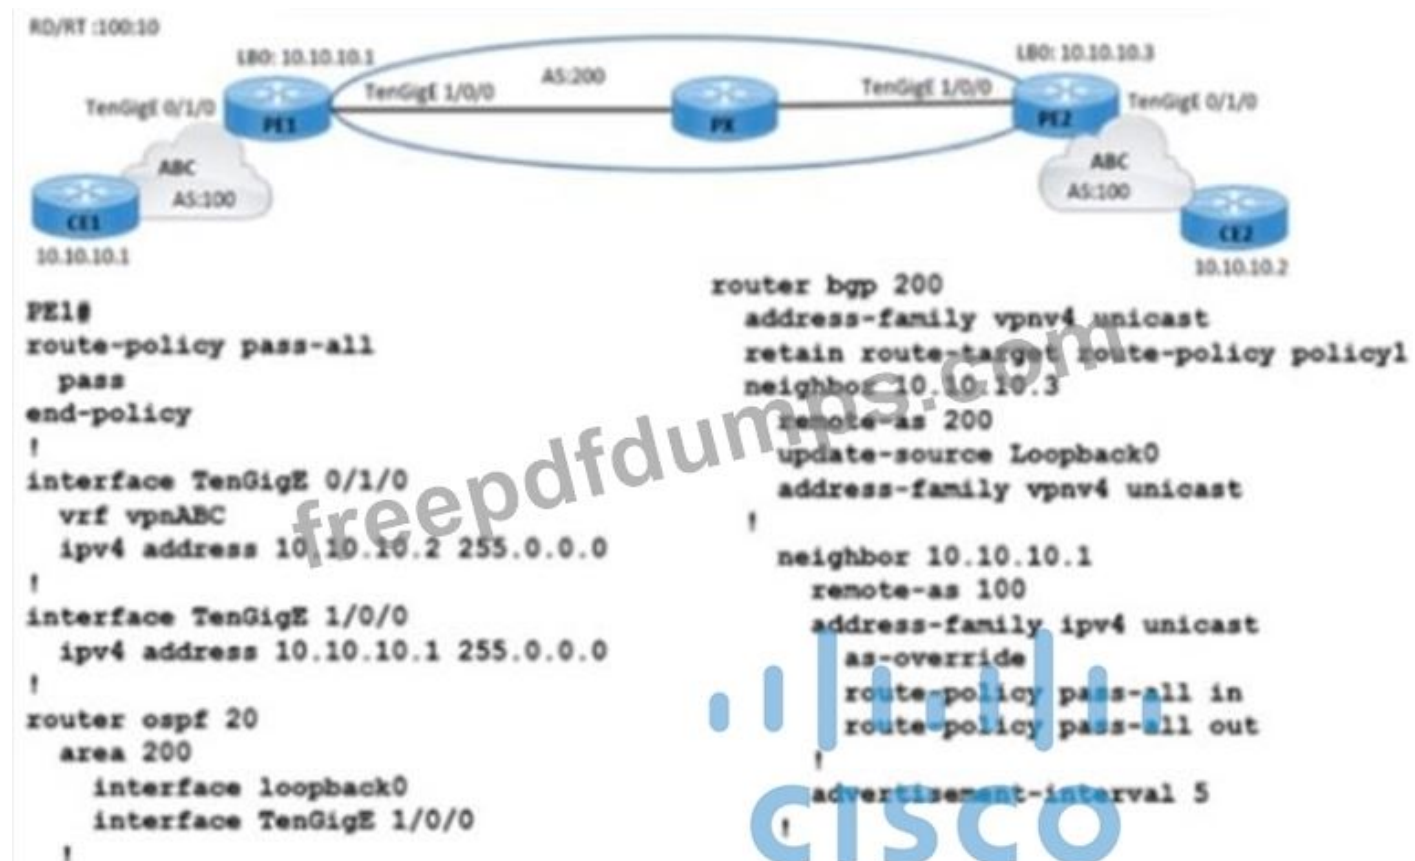 RD/RT :100:10
LB0: 10.10.10.1
LB0: 10.10.10.3
AS:200
TenGigE 1/0/0
TenGigE 1/0/0
TenGigE 0/1/0
TenGigE 0/1/0
PE1
PX
PE2
ABC
AS:100
ABC
AS:100
CE1
CE2
10.10.10.1
10.10.10.2
PE1#
route-policy pass-all
pass
end-policy
!
interface TenGigE 0/1/0
vrf vpnABC
ipv4 address 10.10.10.2 255.0.0.0
!
interface TenGigE 1/0/0
ipv4 address 10.10.10.1 255.0.0.0
!
router ospf 20
area 200
interface loopback0
interface TenGigE 1/0/0
!
router bgp 200
address-family vpnv4 unicast
retain route-target route-policy policy1
neighbor 10.10.10.3
remote-as 200
update-source Loopback0
address-family vpnv4 unicast
!
neighbor 10.10.10.1
remote-as 100
address-family ipv4 unicast
as-override
route-policy pass-all in
route-policy pass-all out
!
advertisement-interval 5
!
freepdfdumps.com
CISCO